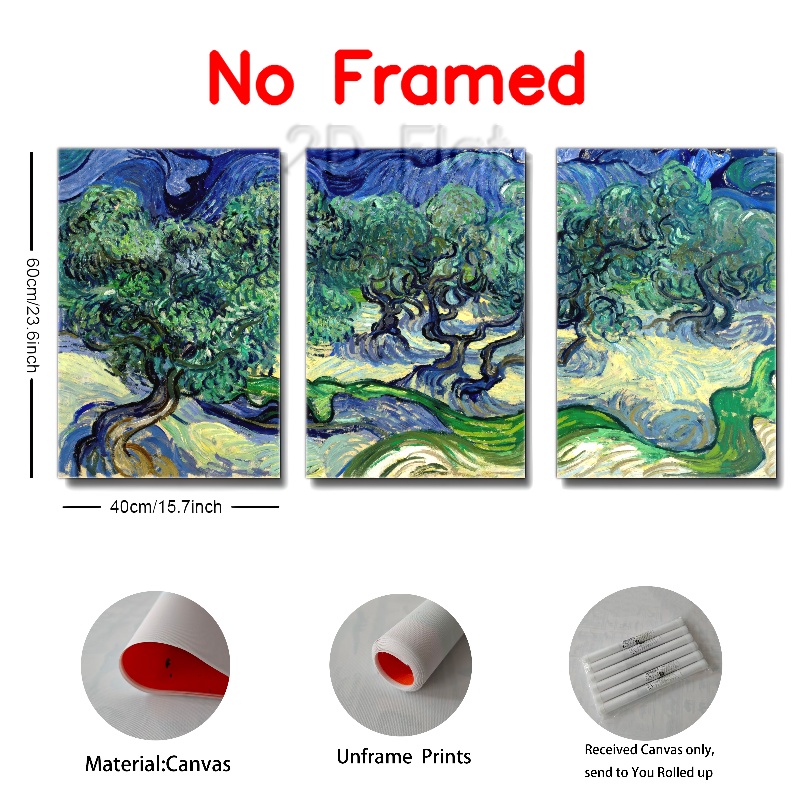 No Framed
2D Flat
60cm/23.6inch
40cm/15.7inch
Material:Canvas
Unframe Prints
Received Canvas only,
send to You Rolled up